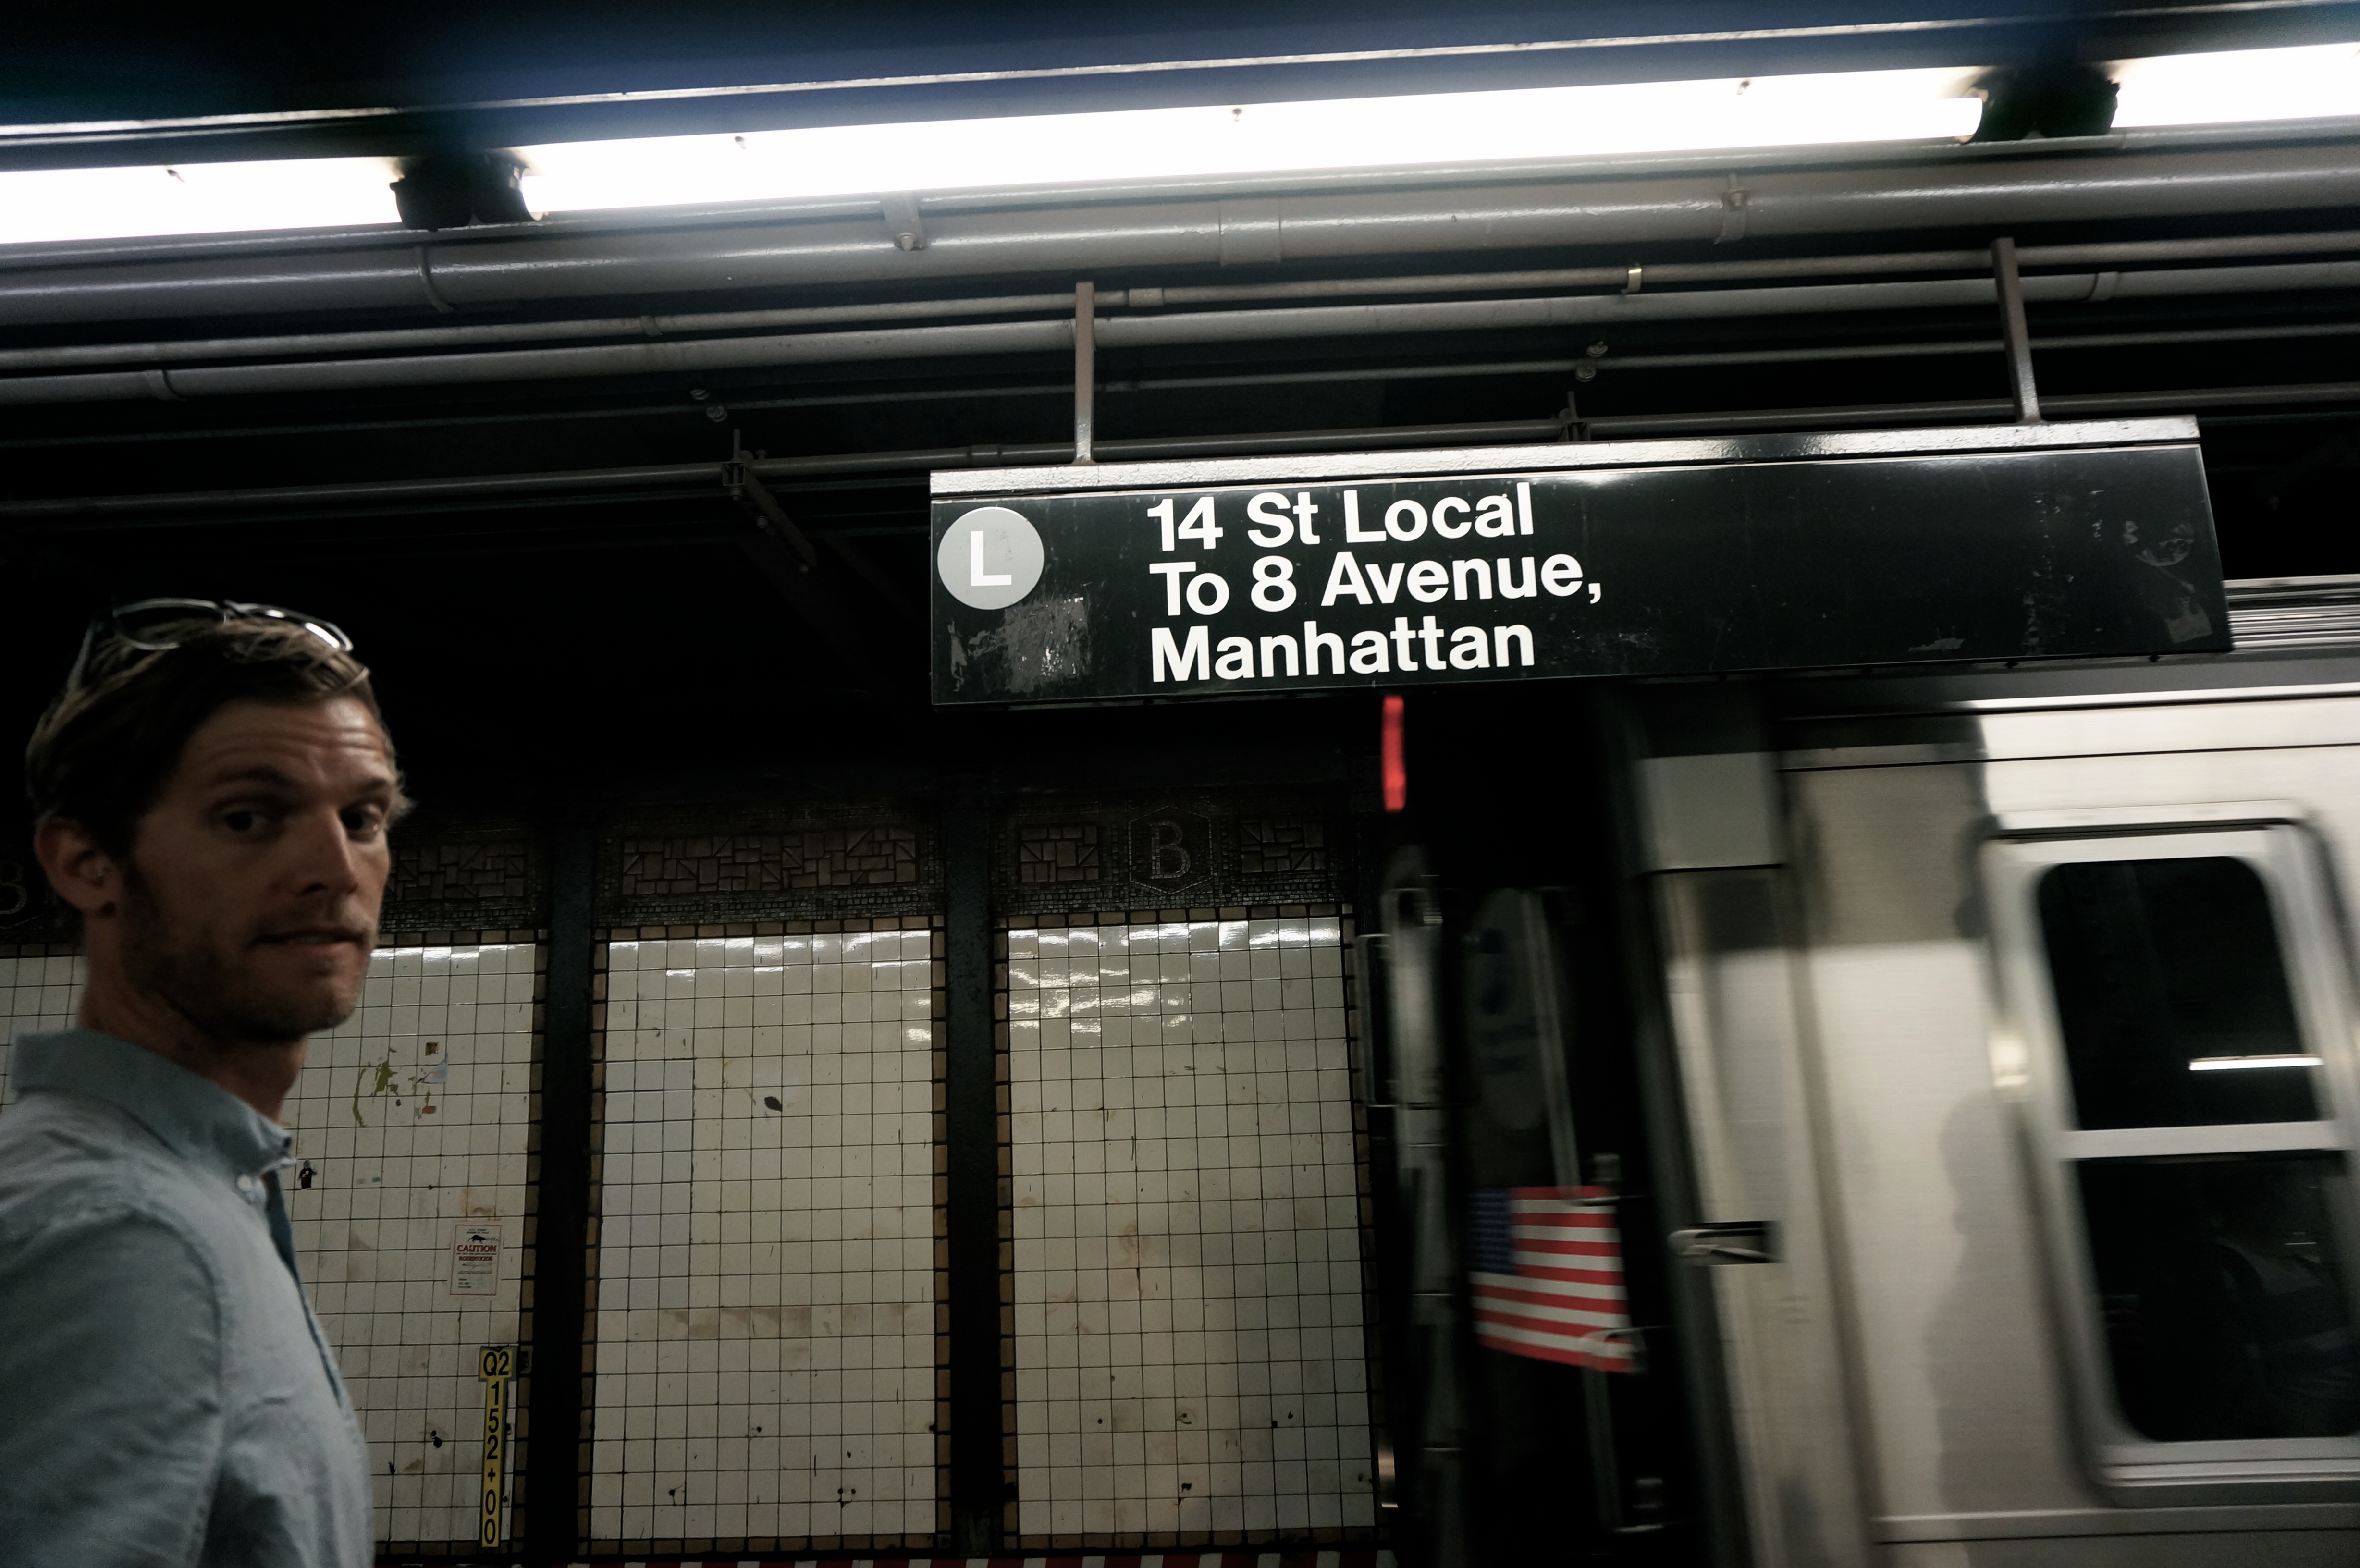 L
14 St Local
To 8 Avenue,
Manhattan
B
B
CAUTION
Q2
152+00